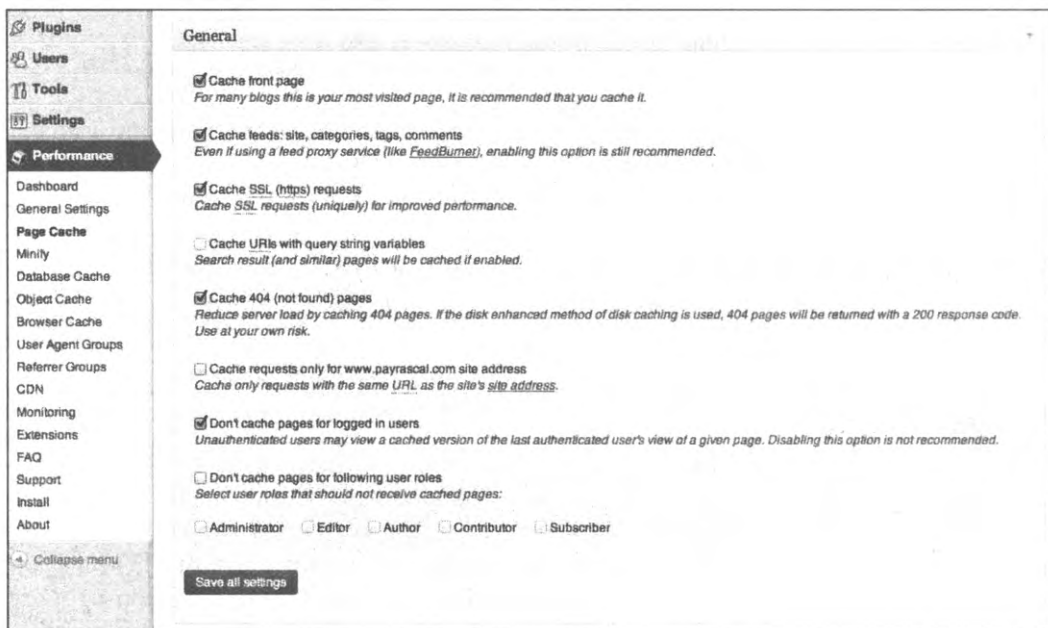 Plugins
Users
Tools
Settings
Performance
Dashboard
General Settings
Page Cache
Minify
Database Cache
Object Cache
Browser Cache
User Agent Groups
Referrer Groups
CDN
Monitoring
Extensions
FAQ
Support
Install
About
Collapse menu
General
Cache front page
For many blogs this is your most visited page, it is recommended that you cache it.
Cache feeds: site, categories, tags, comments
Even if using a feed proxy service (like FeedBurner), enabling this option is still recommended.
Cache SSL (https) requests
Cache SSL requests (uniquely) for improved performance.
Cache URIs with query string variables
Search result (and similar) pages will be cached if enabled.
Cache 404 (not found) pages
Reduce server load by caching 404 pages. If the disk enhanced method of disk caching is used, 404 pages will be returned with a 200 response code.
Use at your own risk.
Cache requests only for www.payrascal.com site address
Cache only requests with the same URL as the site's site address.
Don't cache pages for logged in users
Unauthenticated users may view a cached version of the last authenticated user's view of a given page. Disabling this option is not recommended.
Don't cache pages for following user roles
Select user roles that should not receive cached pages:
Administrator Editor Author Contributor Subscriber
Save all settings